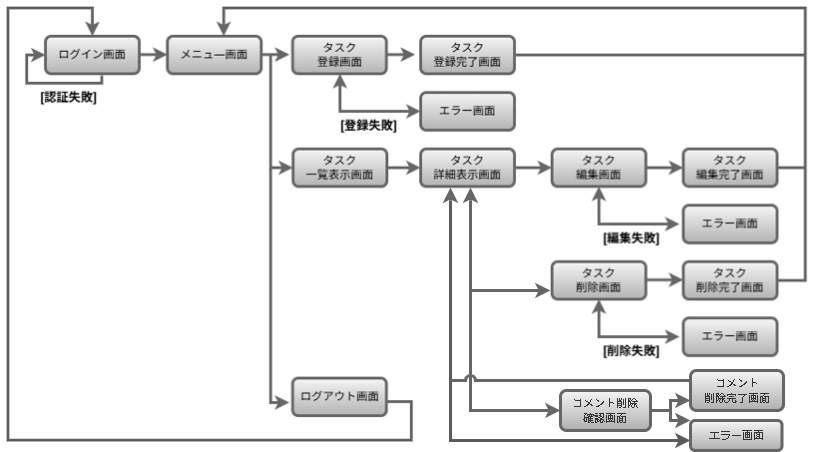 ログイン画面
メニュー画面
タスク
登録画面
タスク
登録完了画面
[認証失敗]
エラー画面
[登録失敗]
タスク
一覧表示画面
タスク
詳細表示画面
タスク
編集画面
タスク
編集完了画面
エラー画面
[編集失敗]
タスク
削除画面
タスク
削除完了画面
エラー画面
[削除失敗]
ログアウト画面
コメント
削除完了画面
コメント削除
確認画面
エラー画面